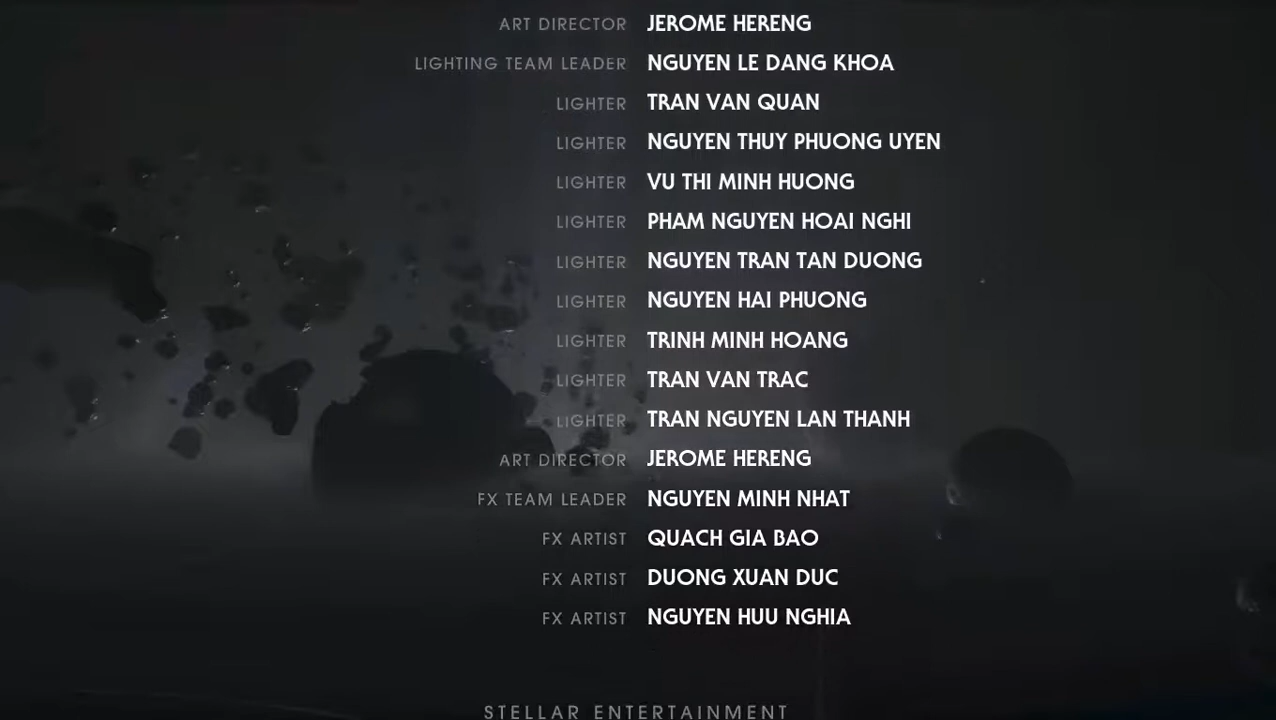 ART DIRECTOR JEROME HERENG
LIGHTING TEAM LEADER NGUYEN LE DANG KHOA
LIGHTER TRAN VAN QUAN
LIGHTER NGUYEN THUY PHUONG UYEN
LIGHTER VU THI MINH HUONG
LIGHTER PHAM NGUYEN HOAI NGHI
LIGHTER NGUYEN TRAN TAN DUONG
LIGHTER NGUYEN HAI PHUONG
LIGHTER TRINH MINH HOANG
LIGHTER TRAN VAN TRAC
LIGHTER TRAN NGUYEN LAN THANH
ART DIRECTOR JEROME HERENG
FX TEAM LEADER NGUYEN MINH NHAT
FX ARTIST QUACH GIA BAO
FX ARTIST DUONG XUAN DUC
FX ARTIST NGUYEN HUU NGHIA
STELLAR ENTERTAINMENT